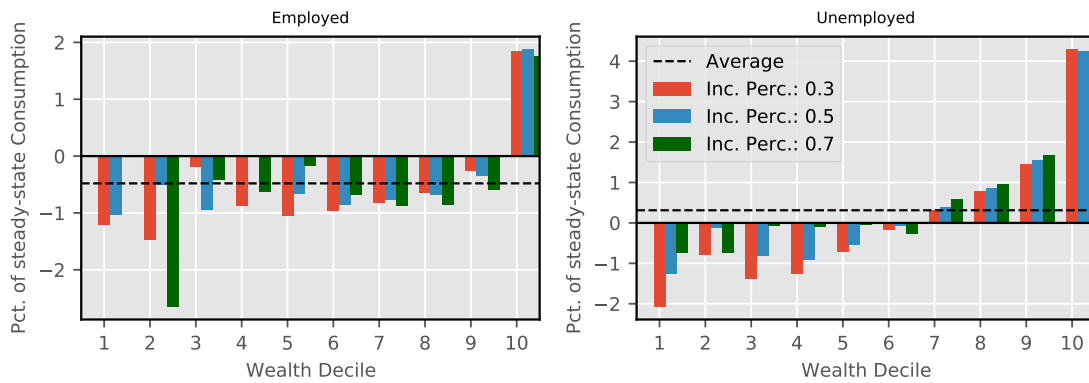 Employed
Pct. of steady-state Consumption
2
1
0
−1
−2
1 2 3 4 5 6 7 8 9 10
Wealth Decile
Unemployed
Pct. of steady-state Consumption
4
3
2
1
0
−1
−2
Average
Inc. Perc.: 0.3
Inc. Perc.: 0.5
Inc. Perc.: 0.7
1 2 3 4 5 6 7 8 9 10
Wealth Decile